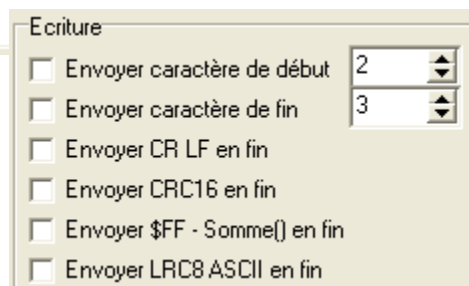 Ecriture
Envoyer caractère de début 2
Envoyer caractère de fin 3
Envoyer CR LF en fin
Envoyer CRC16 en fin
Envoyer $FF - Somme() en fin
Envoyer LRC8 ASCII en fin